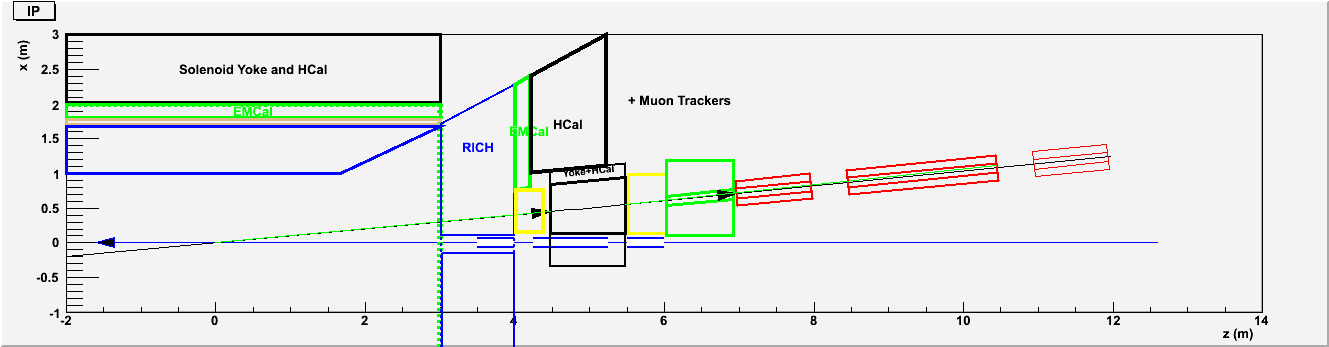 IP
x (m)
3
2.5
2
1.5
1
0.5
0
-0.5
-1
Solenoid Yoke and HCal
EMCal
RICH
EMCal
HCal
+ Muon Trackers
Yoke+HCal
-2
0
2
4
6
8
10
12
14
z (m)